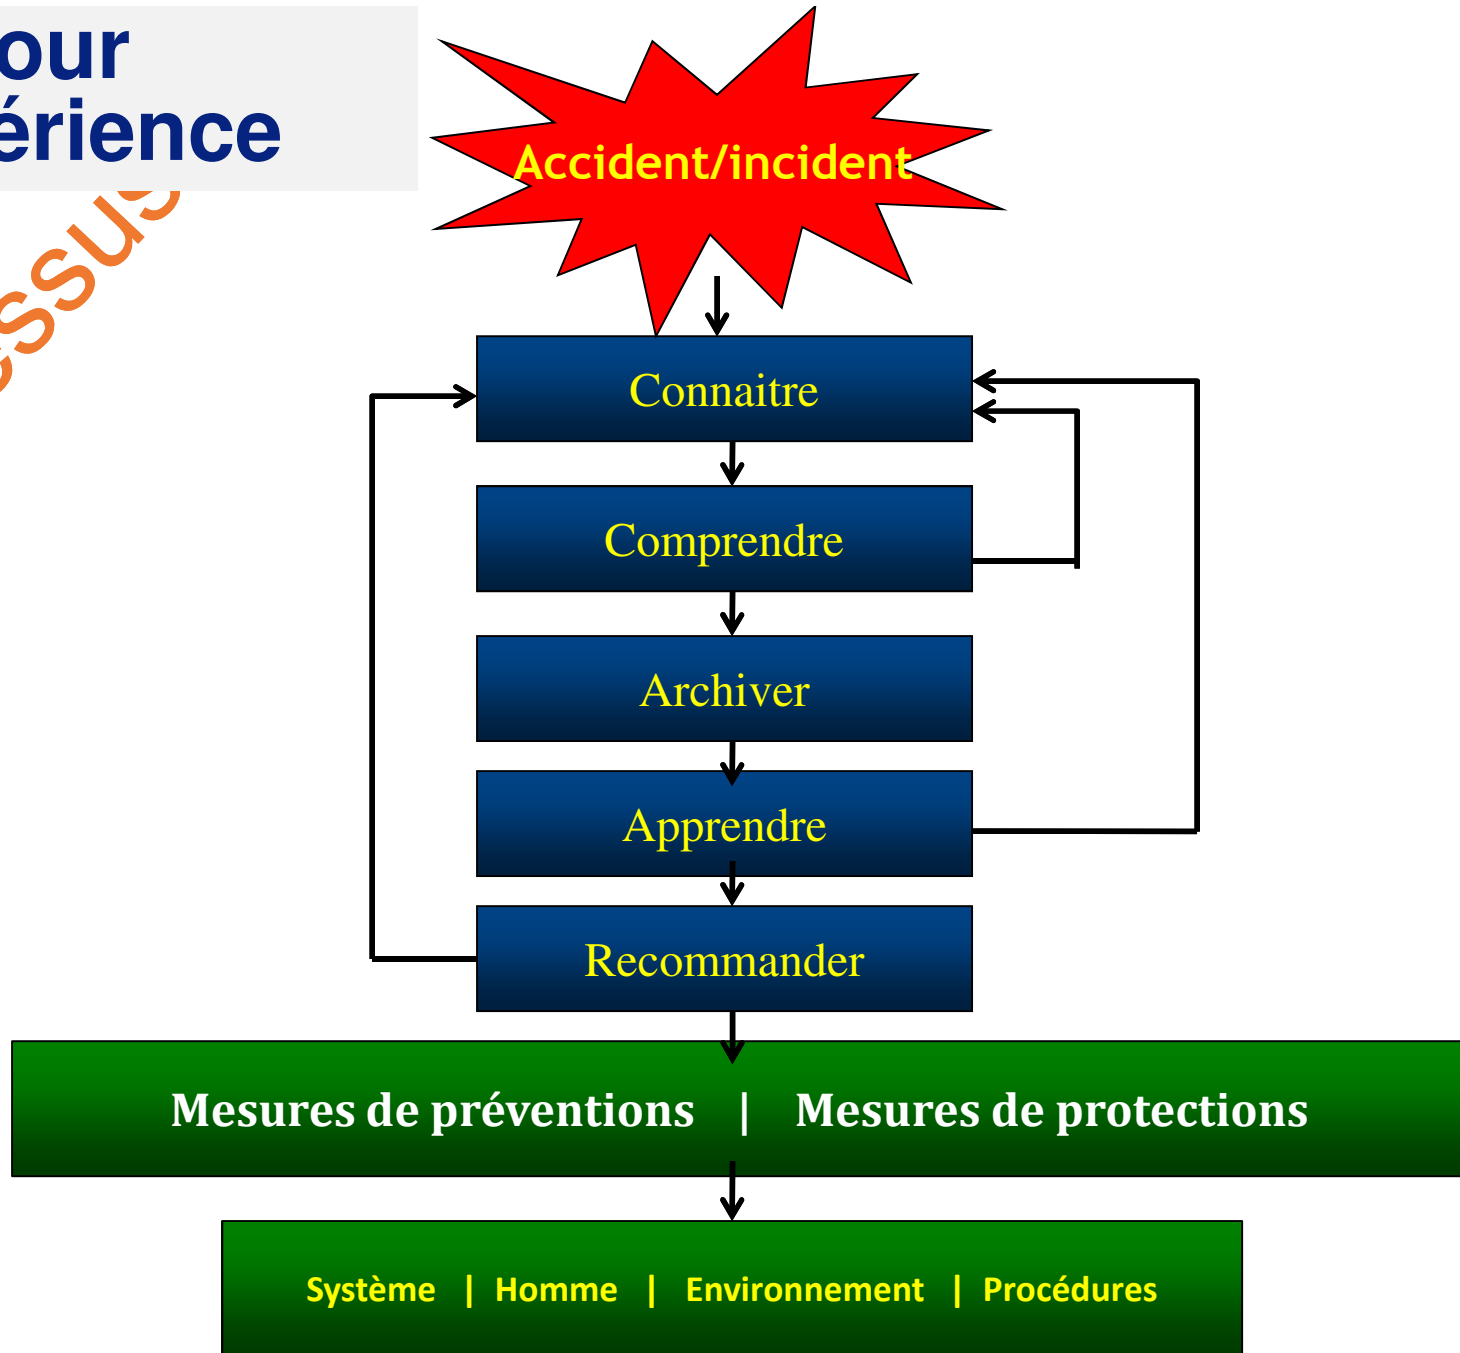 our
érience
essus
Accident/incident
Connaitre
Comprendre
Archiver
Apprendre
Recommander
Mesures de préventions | Mesures de protections
Système | Homme | Environnement | Procédures